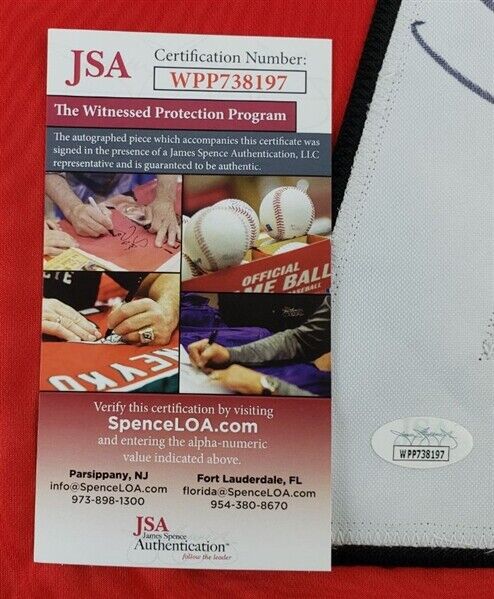 JSA
Certification Number:
WPP738197
The Witnessed Protection Program
The autographed piece which accompanies this certificate was
signed in the presence of a James Spence Authentication, LLC
representative and is guaranteed to be authentic.
OFFICIAL
ME BALL
BASEBALL
EYKO
Verify this certification by visiting
SpenceLOA.com
and entering the alpha-numeric
value indicated above.
Parsippany, NJ
info@SpenceLOA.com
973-898-1300
Fort Lauderdale, FL
florida@SpenceLOA.com
954-380-8670
JSA
James Spence
Authentication
follow the leader
WPP738197